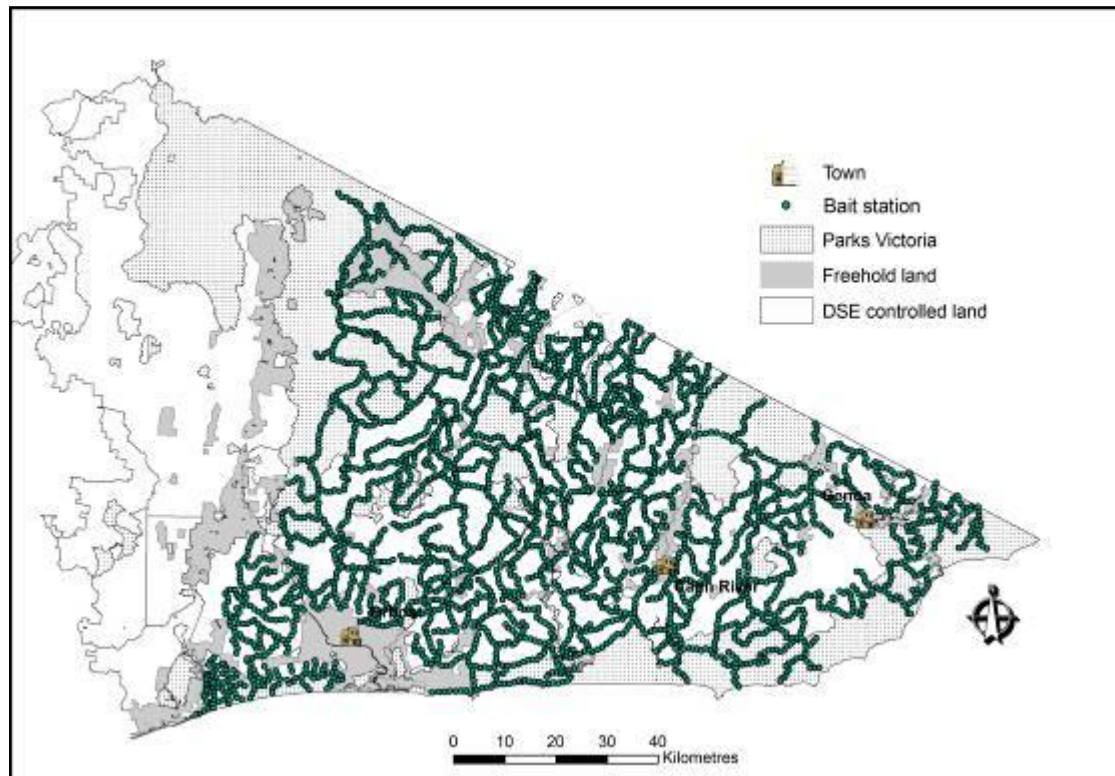 Town
Bait station
Parks Victoria
Freehold land
DSE controlled land
Genoa
Cann River
Orbost
0 10 20 30 40
Kilometres